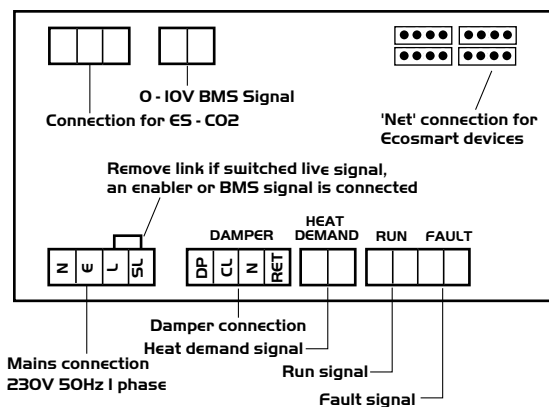 0 - 10V BMS Signal
Connection for ES - CO2
'Net' connection for
Ecosmart devices
Remove link if switched live signal,
an enabler or BMS signal is connected
DAMPER
HEAT
DEMAND
RUN
FAULT
N
E
L
SL
DP
CL
N
RET
Damper connection
Heat demand signal
Mains connection
230V 50Hz 1 phase
Run signal
Fault signal